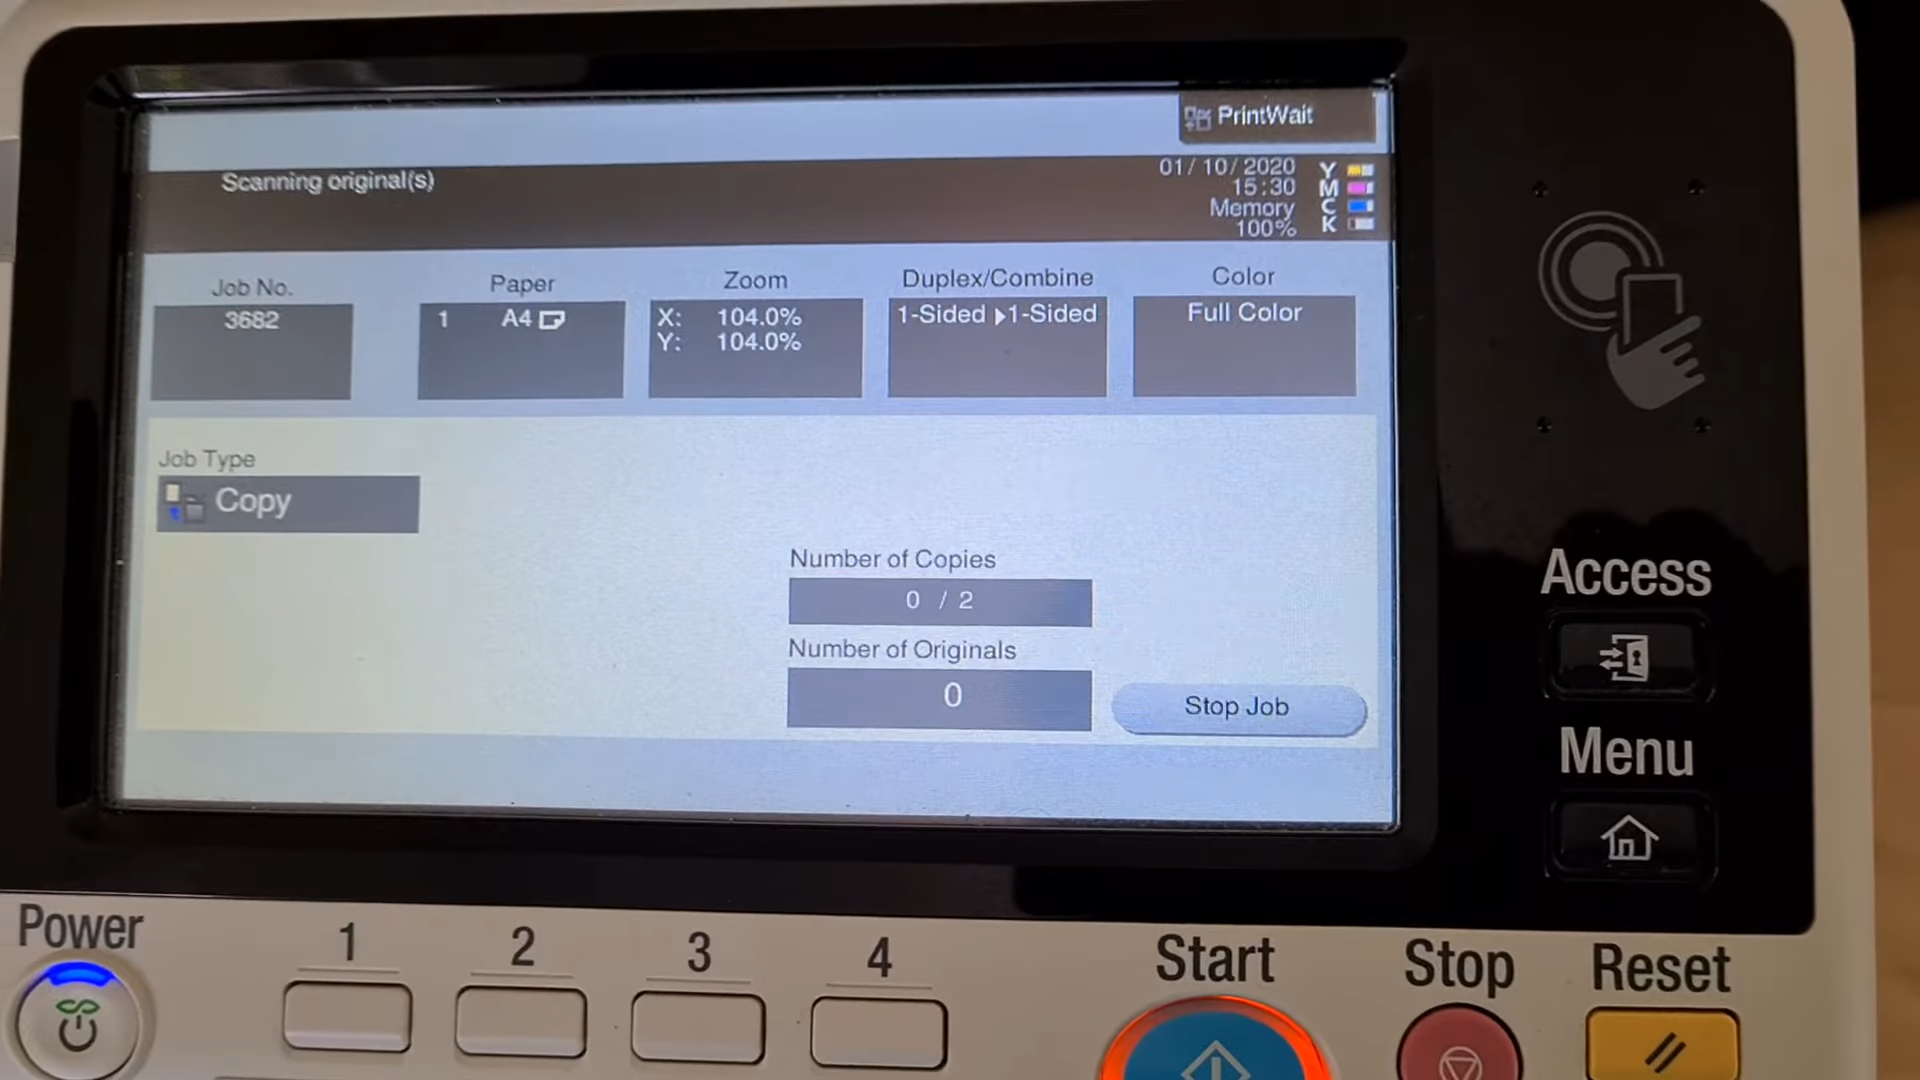 PrintWait
Scanning original(s)
01/10/2020
15:30
Memory
100%
Y
M
C
K
Job No.
3682
Paper
1 A4
Zoom
X: 104.0%
Y: 104.0%
Duplex/Combine
1-Sided ▶1-Sided
Color
Full Color
Job Type
Copy
Number of Copies
0 / 2
Number of Originals
0
Stop Job
Access
Menu
Power
1 2 3 4
Start
Stop
Reset